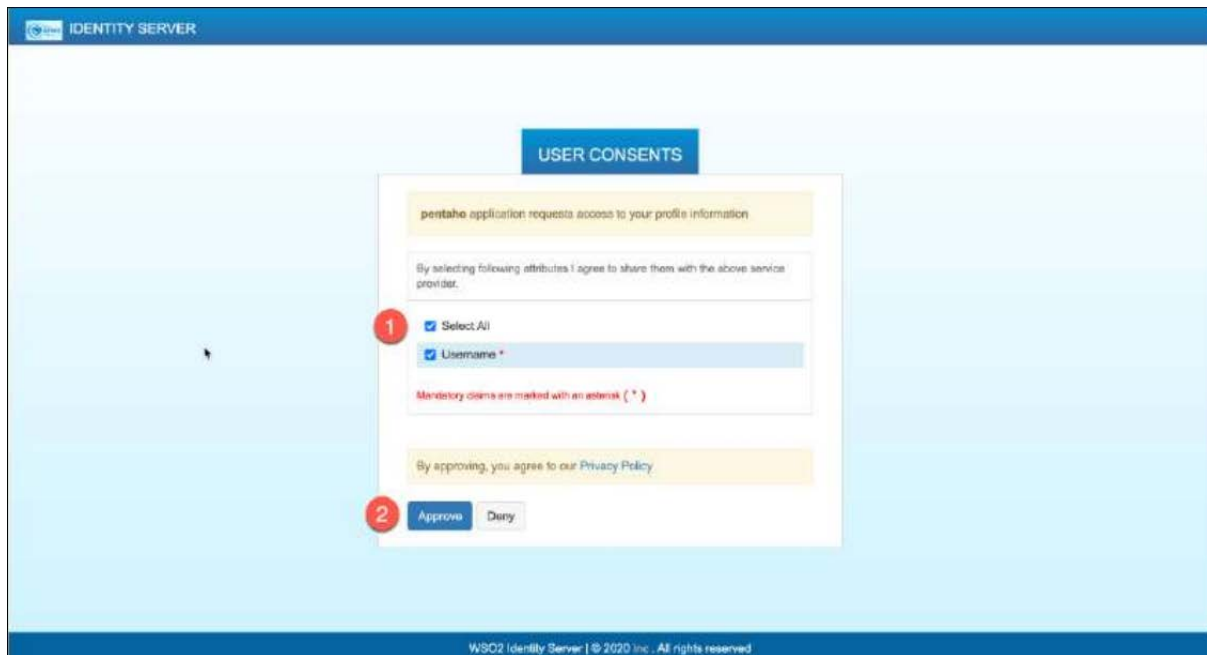 IDENTITY SERVER
USER CONSENTS
pentaho application requests access to your profile information
By selecting following attributes I agree to share them with the above service
provider.
1
Select All
Username *
Mandatory claims are marked with an asterisk ( * )
By approving, you agree to our Privacy Policy
2
Approve Deny
WSO2 Identity Server | © 2020 Inc . All rights reserved